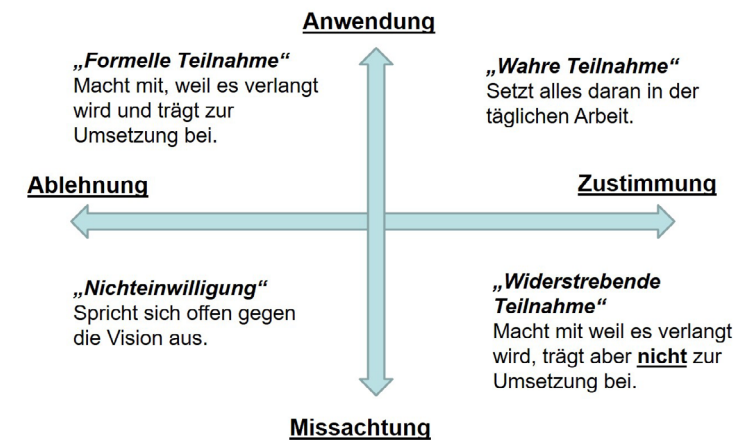 Anwendung
„Formelle Teilnahme“
Macht mit, weil es verlangt
wird und trägt zur
Umsetzung bei.
„Wahre Teilnahme“
Setzt alles daran in der
täglichen Arbeit.
Ablehnung
Zustimmung
„Nichteinwilligung“
Spricht sich offen gegen
die Vision aus.
„Widerstrebende
Teilnahme“
Macht mit weil es verlangt
wird, trägt aber nicht zur
Umsetzung bei.
Missachtung